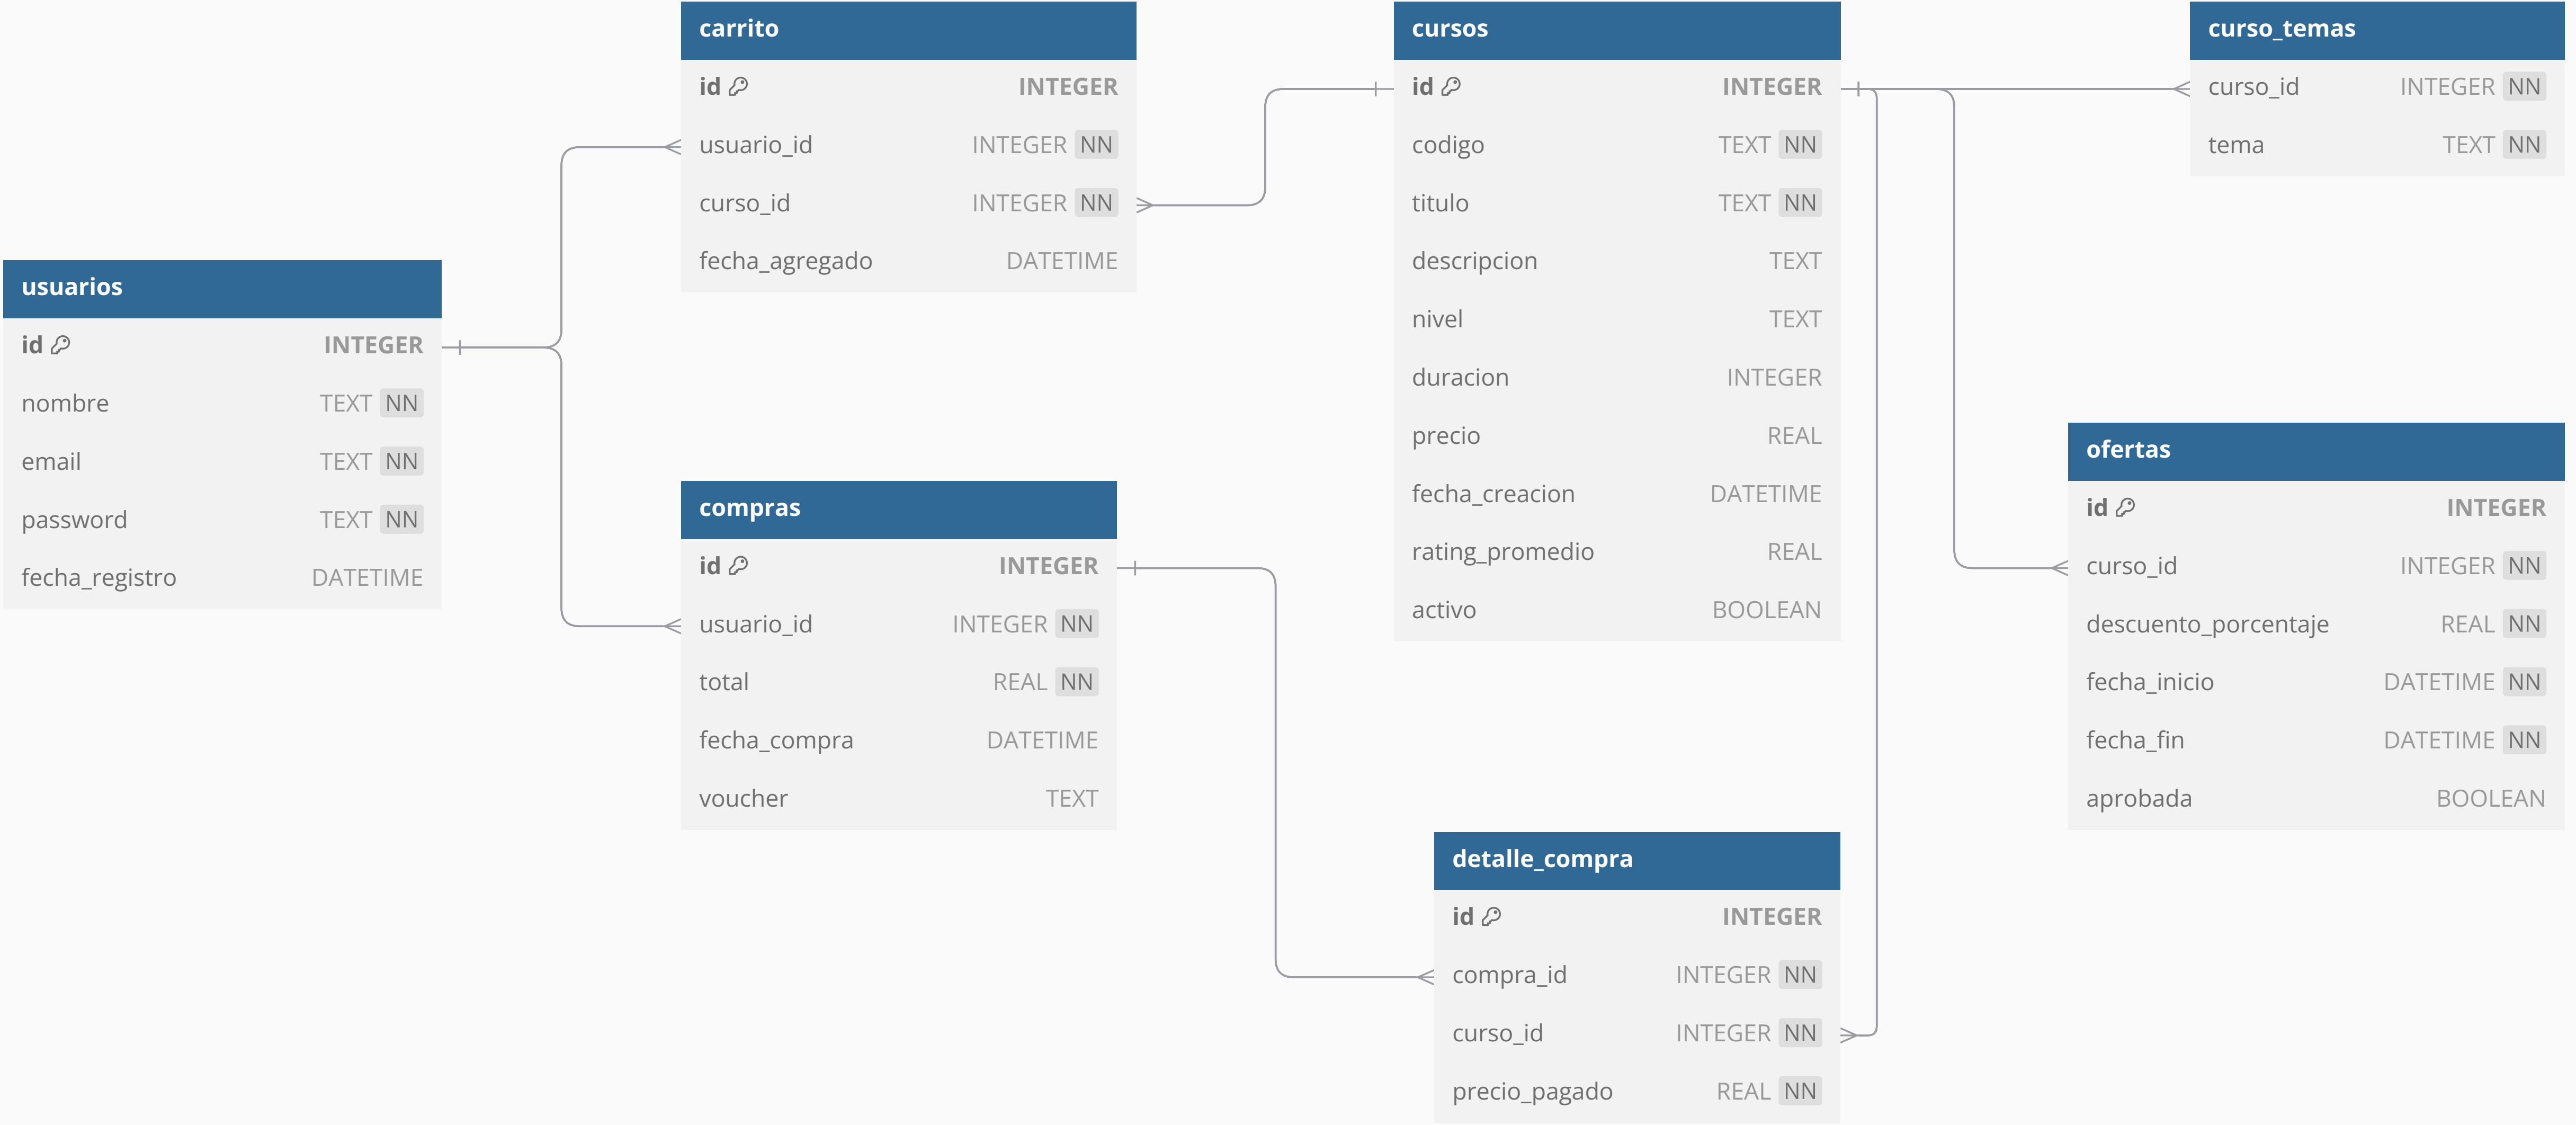 usuarios
id INTEGER
nombre TEXT NN
email TEXT NN
password TEXT NN
fecha_registro DATETIME
carrito
id INTEGER
usuario_id INTEGER NN
curso_id INTEGER NN
fecha_agregado DATETIME
compras
id INTEGER
usuario_id INTEGER NN
total REAL NN
fecha_compra DATETIME
voucher TEXT
cursos
id INTEGER
codigo TEXT NN
titulo TEXT NN
descripcion TEXT
nivel TEXT
duracion INTEGER
precio REAL
fecha_creacion DATETIME
rating_promedio REAL
activo BOOLEAN
detalle_compra
id INTEGER
compra_id INTEGER NN
curso_id INTEGER NN
precio_pagado REAL NN
curso_temas
curso_id INTEGER NN
tema TEXT NN
ofertas
id INTEGER
curso_id INTEGER NN
descuento_porcentaje REAL NN
fecha_inicio DATETIME NN
fecha_fin DATETIME NN
aprobada BOOLEAN